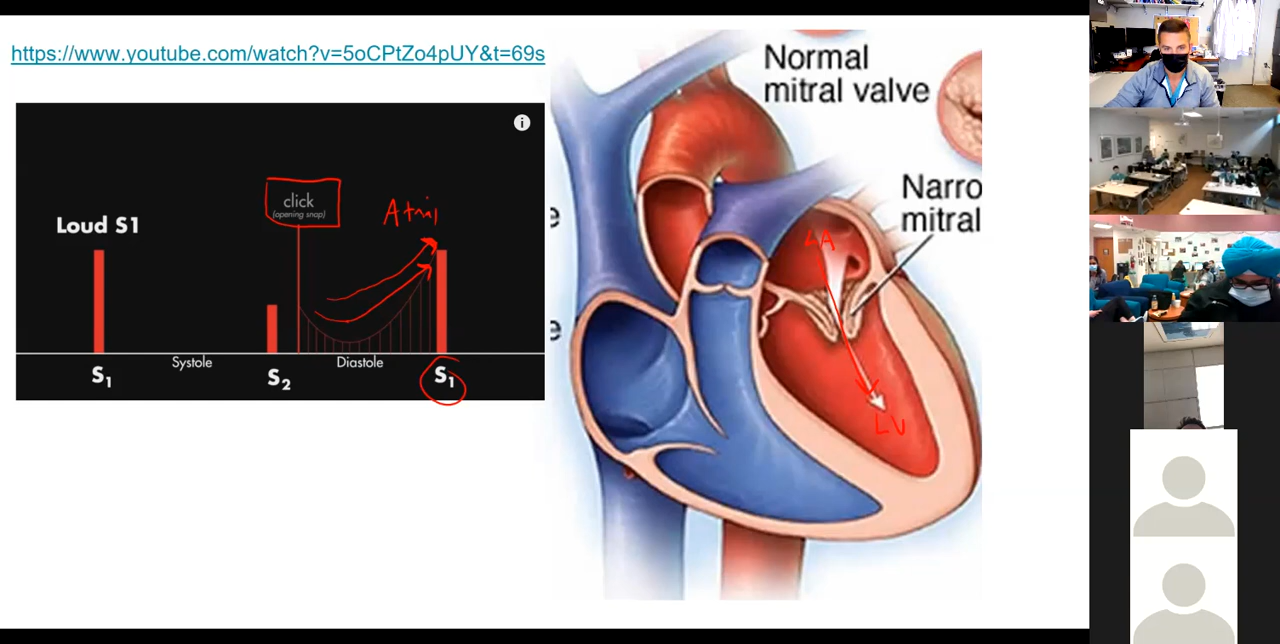 https://www.youtube.com/watch?v=5oCPtZo4pUY&t=69s
Normal
mitral valve
Narro
mitral
i
click
(opening snap)
Loud S1
Systole
Diastole
S1
S2
S1
LA
LV
e
e